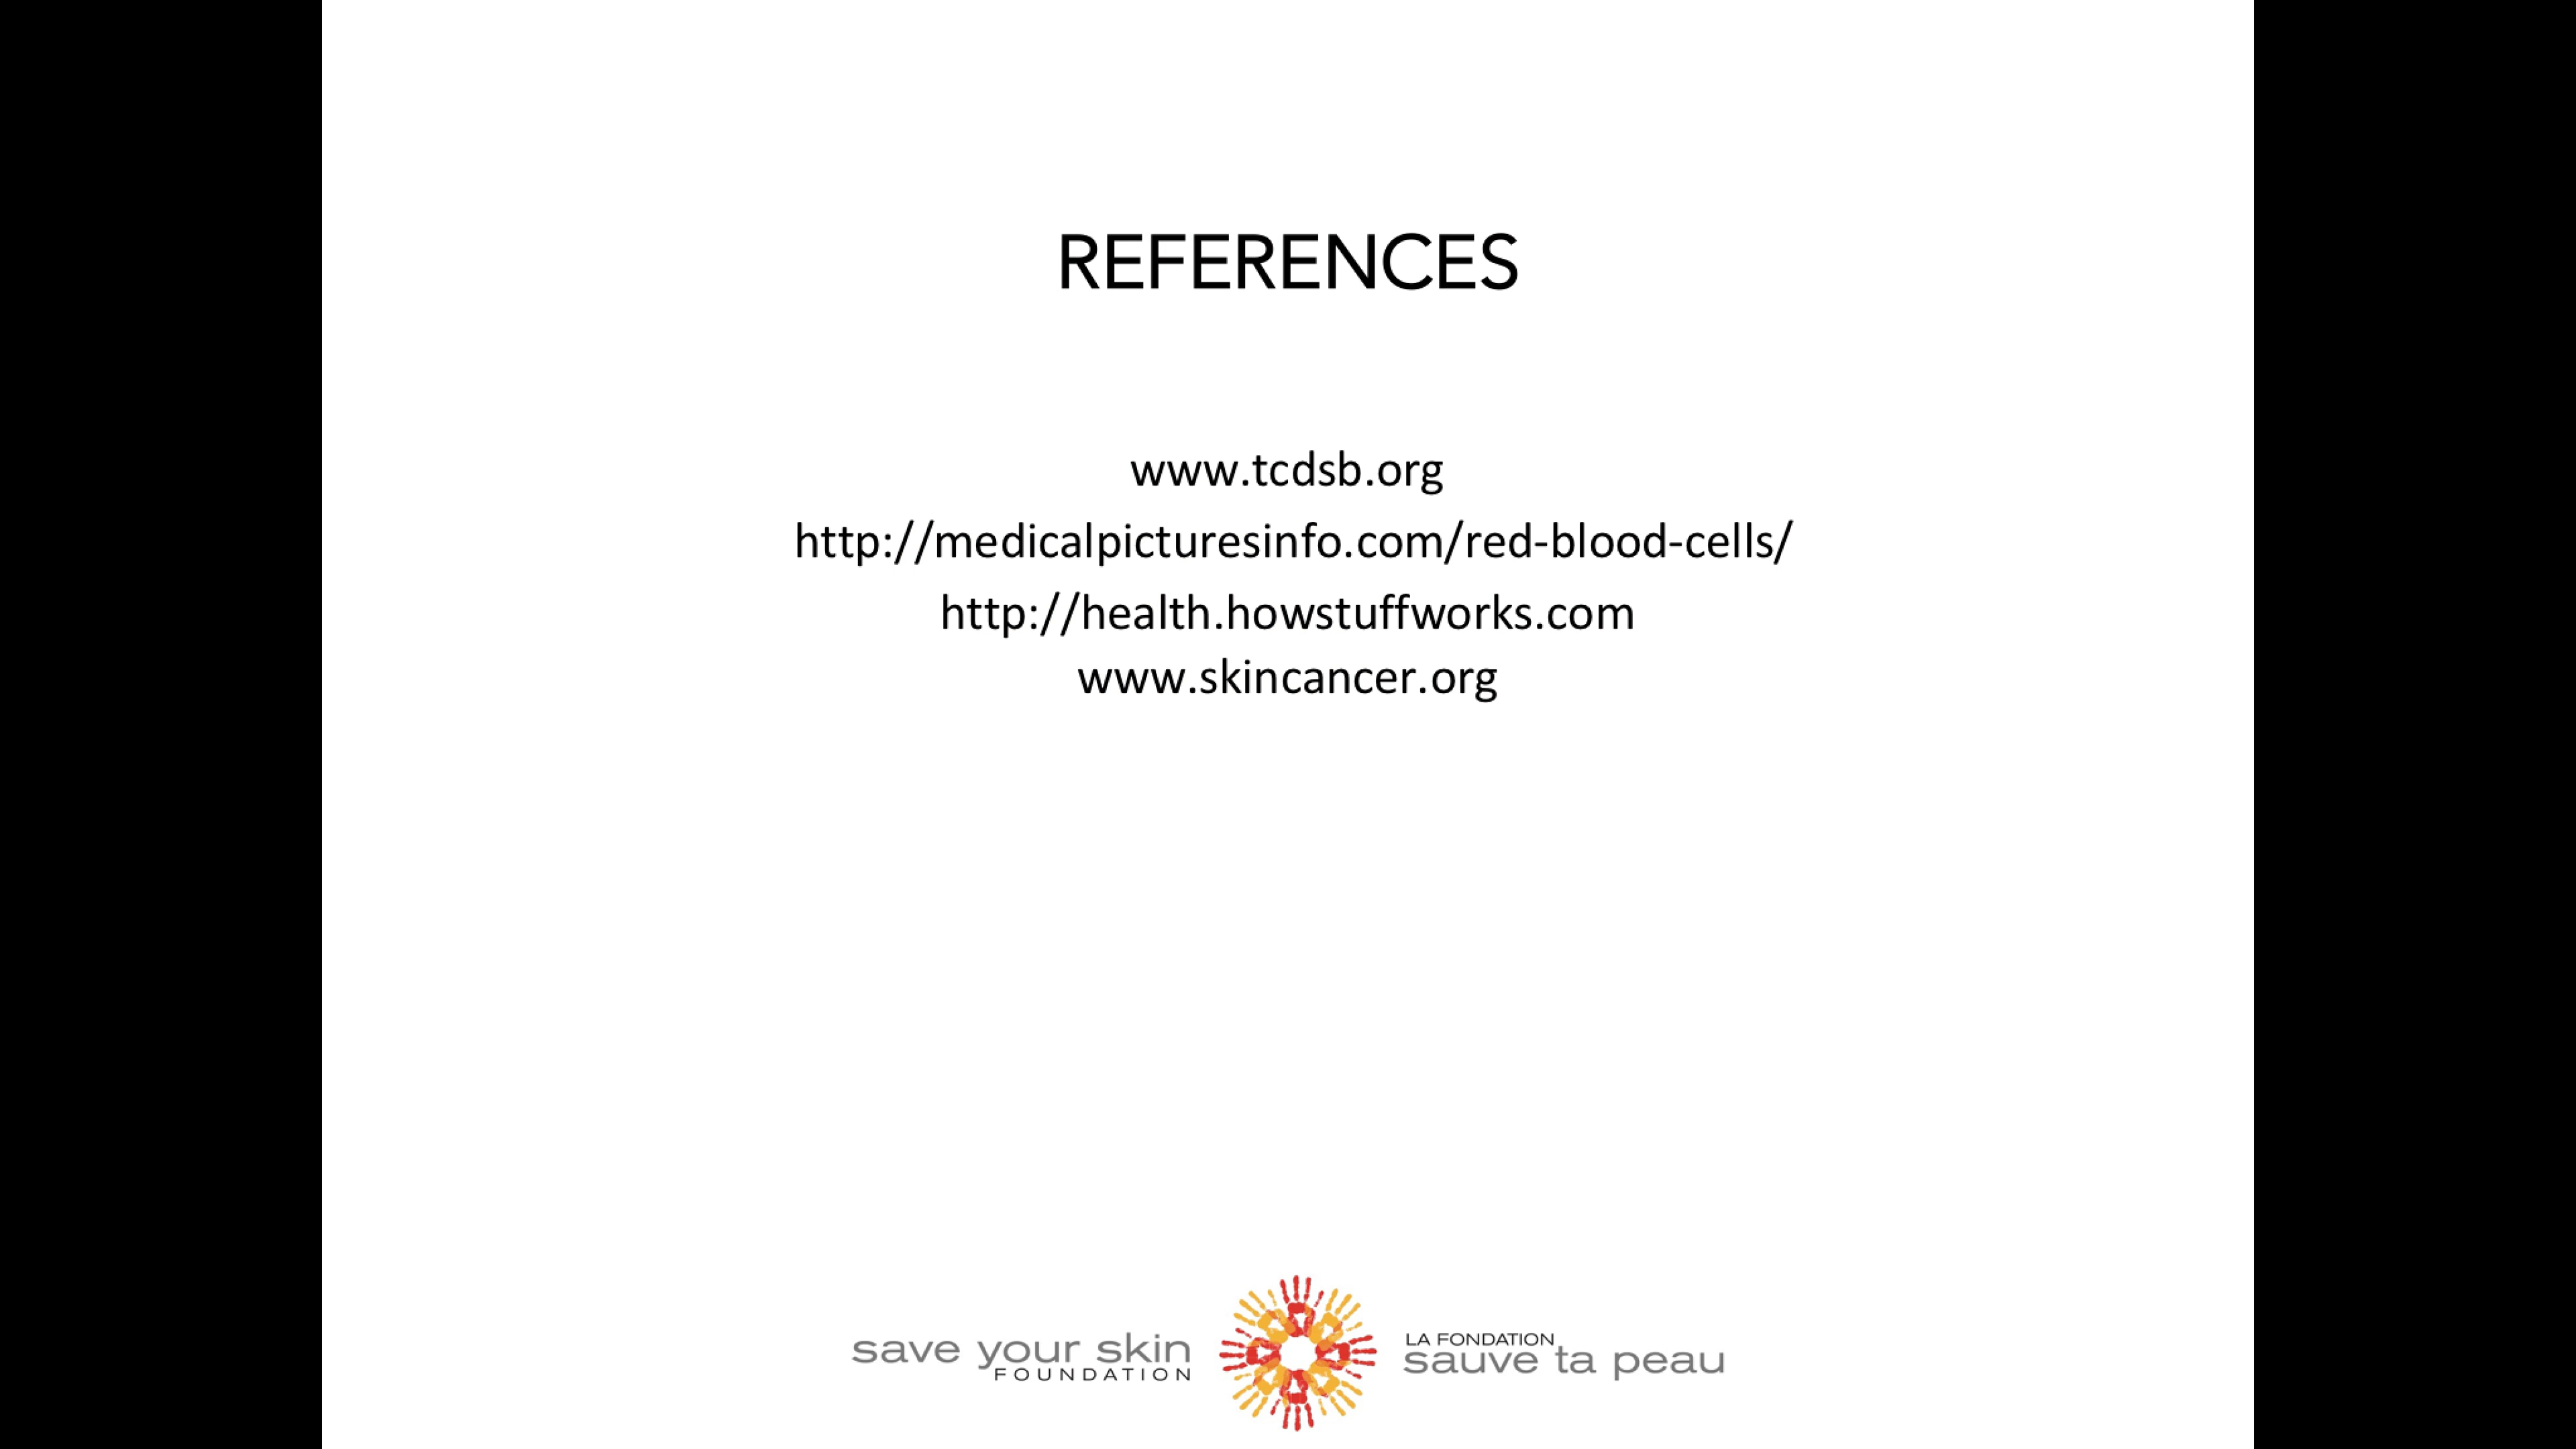 REFERENCES
www.tcdsb.org
http://medicalpicturesinfo.com/red-blood-cells/
http://health.howstuffworks.com
www.skincancer.org
save your skin
FOUNDATION
LA FONDATION
sauve ta peau